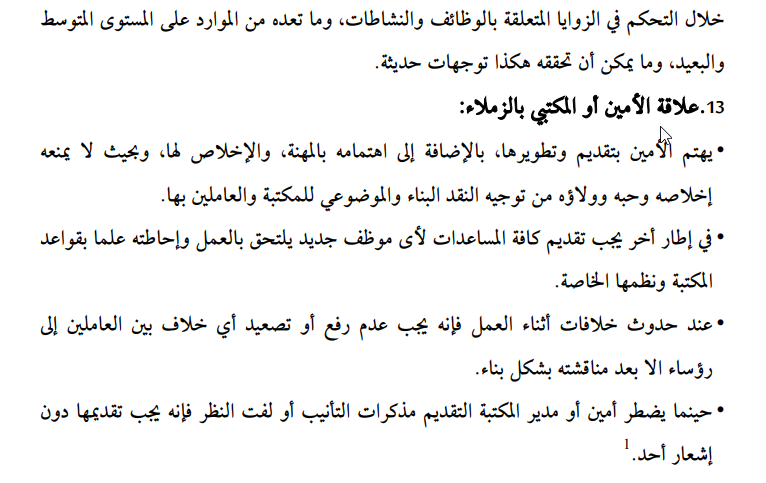 خلال التحكم في الزوايا المتعلقة بالوظائف والنشاطات، وما تعده من الموارد على المستوى المتوسط
والبعيد، وما يمكن أن تحققه هكذا توجهات حديثة.
13.علاقة الأمين أو المكتبي بالزملاء:
• يهتم الأمين بتقديم وتطويرها، بالإضافة إلى اهتمامه بالمهنة، والإخلاص لها، وبحيث لا يمنعه
إخلاصه وحبه وولاؤه من توجيه النقد البناء والموضوعي للمكتبة والعاملين بها.
• في إطار أخر يجب تقديم كافة المساعدات لأى موظف جديد يلتحق بالعمل وإحاطته علما بقواعد
المكتبة ونظمها الخاصة.
• عند حدوث خلافات أثناء العمل فإنه يجب عدم رفع أو تصعيد أي خلاف بين العاملين إلى
رؤساء الا بعد مناقشته بشكل بناء.
• حينما يضطر أمين أو مدير المكتبة التقديم مذكرات التأنيب أو لفت النظر فإنه يجب تقديمها دون
إشعار أحد.1